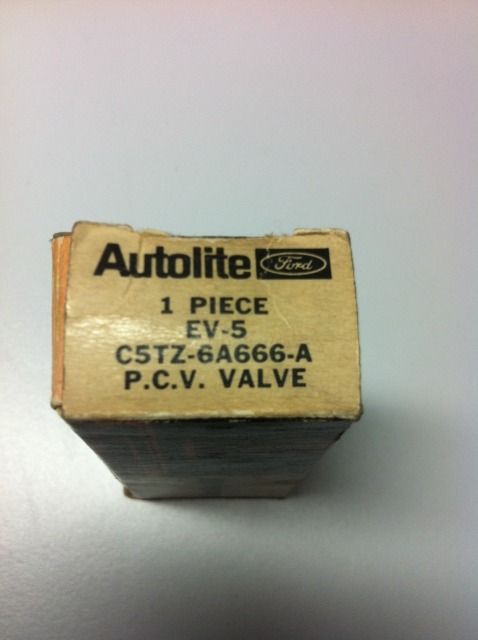 Autolite Ford
1 PIECE
EV-5
C5TZ-6A666-A
P.C.V. VALVE